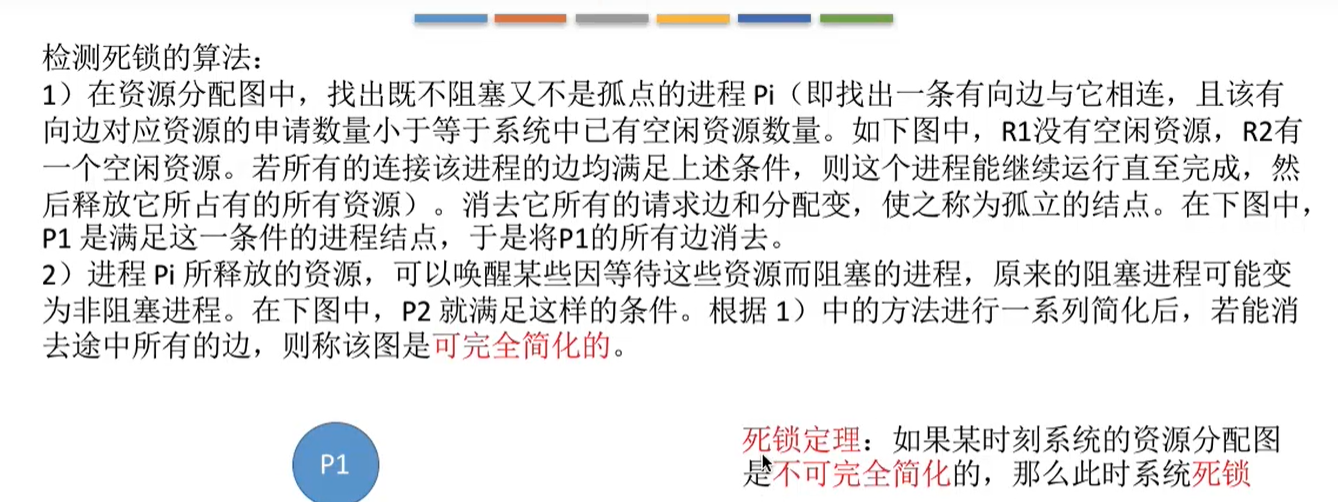 检测死锁的算法：
1）在资源分配图中，找出既不阻塞又不是孤点的进程 Pi（即找出一条有向边与它相连，且该有
向边对应资源的申请数量小于等于系统中已有空闲资源数量。如下图中，R1没有空闲资源，R2有
一个空闲资源。若所有的连接该进程的边均满足上述条件，则这个进程能继续运行直至完成，然
后释放它所占有的所有资源）。消去它所有的请求边和分配变，使之称为孤立的结点。在下图中，
P1 是满足这一条件的进程结点，于是将P1的所有边消去。
2）进程 Pi 所释放的资源，可以唤醒某些因等待这些资源而阻塞的进程，原来的阻塞进程可能变
为非阻塞进程。在下图中，P2 就满足这样的条件。根据 1）中的方法进行一系列简化后，若能消
去途中所有的边，则称该图是可完全简化的。
P1
死锁定理：如果某时刻系统的资源分配图
是不可完全简化的，那么此时系统死锁